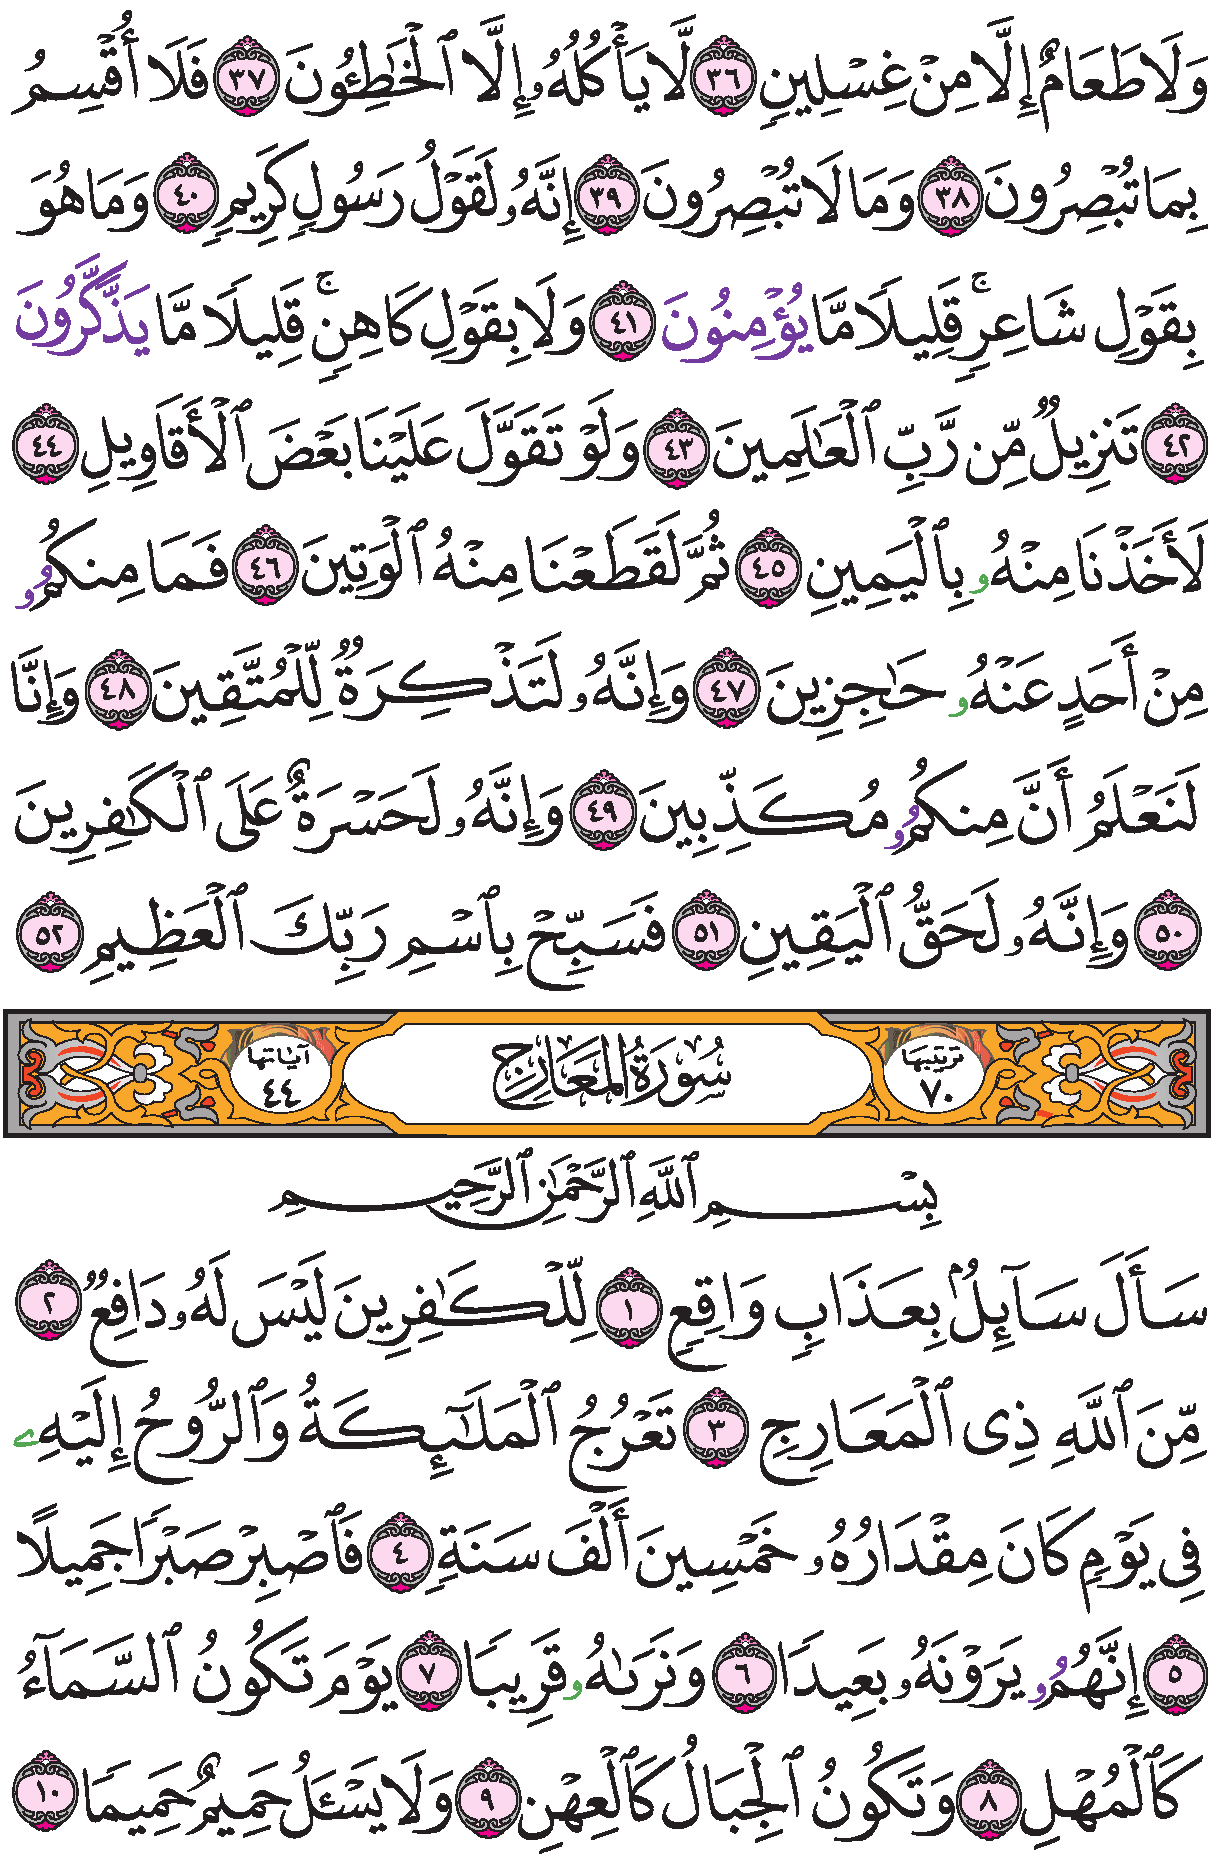 وَلَا طَعَامٌ إِلَّا مِنْ غِسْلِينٍ ٣٦ لَّا يَأْكُلُهُۥ إِلَّا ٱلْخَٰطِـُٔونَ ٣٧ فَلَا أُقْسِمُ
بِمَا تُبْصِرُونَ ٣٨ وَمَا لَا تُبْصِرُونَ ٣٩ إِنَّهُۥ لَقَوْلُ رَسُولٍ كَرِيمٍ ٤٠ وَمَا هُوَ
بِقَوْلِ شَاعِرٍۚ قَلِيلًا مَّا يُؤْمِنُونَ ٤١ وَلَا بِقَوْلِ كَاهِنٍۚ قَلِيلًا مَّا يَذَّكَّرُونَ
٤٢ تَنزِيلٌ مِّن رَّبِّ ٱلْعَٰلَمِينَ ٤٣ وَلَوْ تَقَوَّلَ عَلَيْنَا بَعْضَ ٱلْأَقَاوِيلِ ٤٤
لَأَخَذْنَا مِنْهُۥ بِٱلْيَمِينِ ٤٥ ثُمَّ لَقَطَعْنَا مِنْهُ ٱلْوَتِينَ ٤٦ فَمَا مِنكُمُۥ
مِنْ أَحَدٍ عَنْهُۥ حَٰجِزِينَ ٤٧ وَإِنَّهُۥ لَتَذْكِرَةٌ لِّلْمُتَّقِينَ ٤٨ وَإِنَّا
لَنَعْلَمُ أَنَّ مِنكُمُۥ مُكَذِّبِينَ ٤٩ وَإِنَّهُۥ لَحَسْرَةٌ عَلَى ٱلْكَٰفِرِينَ
٥٠ وَإِنَّهُۥ لَحَقُّ ٱلْيَقِينِ ٥١ فَسَبِّحْ بِٱسْمِ رَبِّكَ ٱلْعَظِيمِ ٥٢
ترتيبها ٧٠ سُورَةُ المَعَارِجِ آياتها ٤٤
بِسْمِ ٱللَّهِ ٱلرَّحْمَٰنِ ٱلرَّحِيمِ
سَأَلَ سَآئِلٌۢ بِعَذَابٍ وَاقِعٍ ١ لِّلْكَٰفِرِينَ لَيْسَ لَهُۥ دَافِعٌ ٢
مِّنَ ٱللَّهِ ذِى ٱلْمَعَارِجِ ٣ تَعْرُجُ ٱلْمَلَٰٓئِكَةُ وَٱلرُّوحُ إِلَيْهِۦ
فِى يَوْمٍ كَانَ مِقْدَارُهُۥ خَمْسِينَ أَلْفَ سَنَةٍ ٤ فَٱصْبِرْ صَبْرًا جَمِيلًا
٥ إِنَّهُمُۥ يَرَوْنَهُۥ بَعِيدًا ٦ وَنَرَىٰهُۥ قَرِيبًا ٧ يَوْمَ تَكُونُ ٱلسَّمَآءُ
كَٱلْمُهْلِ ٨ وَتَكُونُ ٱلْجِبَالُ كَٱلْعِهْنِ ٩ وَلَا يَسْـَٔلُ حَمِيمٌ حَمِيمًا ١٠